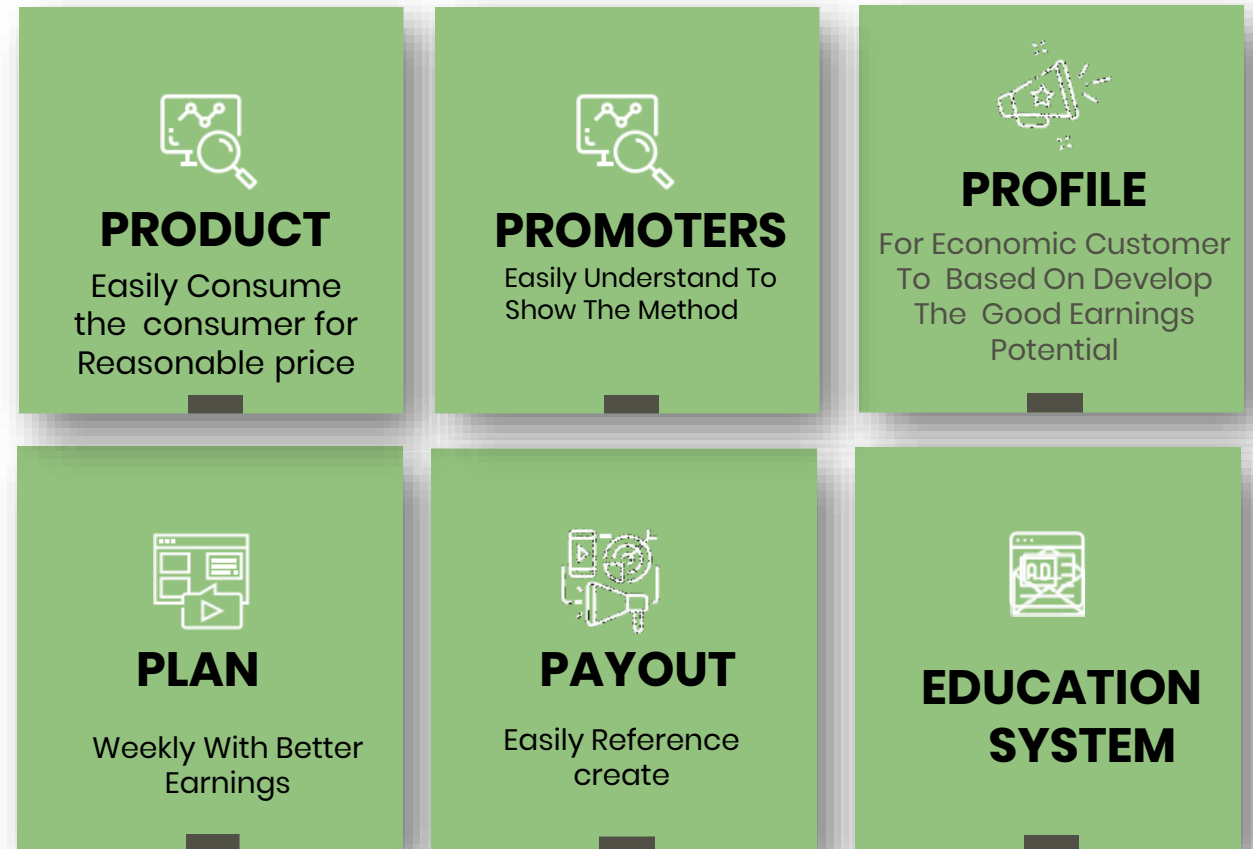 PRODUCT
Easily Consume
the consumer for
Reasonable price
PROMOTERS
Easily Understand To
Show The Method
PROFILE
For Economic Customer
To Based On Develop
The Good Earnings
Potential
PLAN
Weekly With Better
Earnings
PAYOUT
Easily Reference
create
AD
EDUCATION
SYSTEM